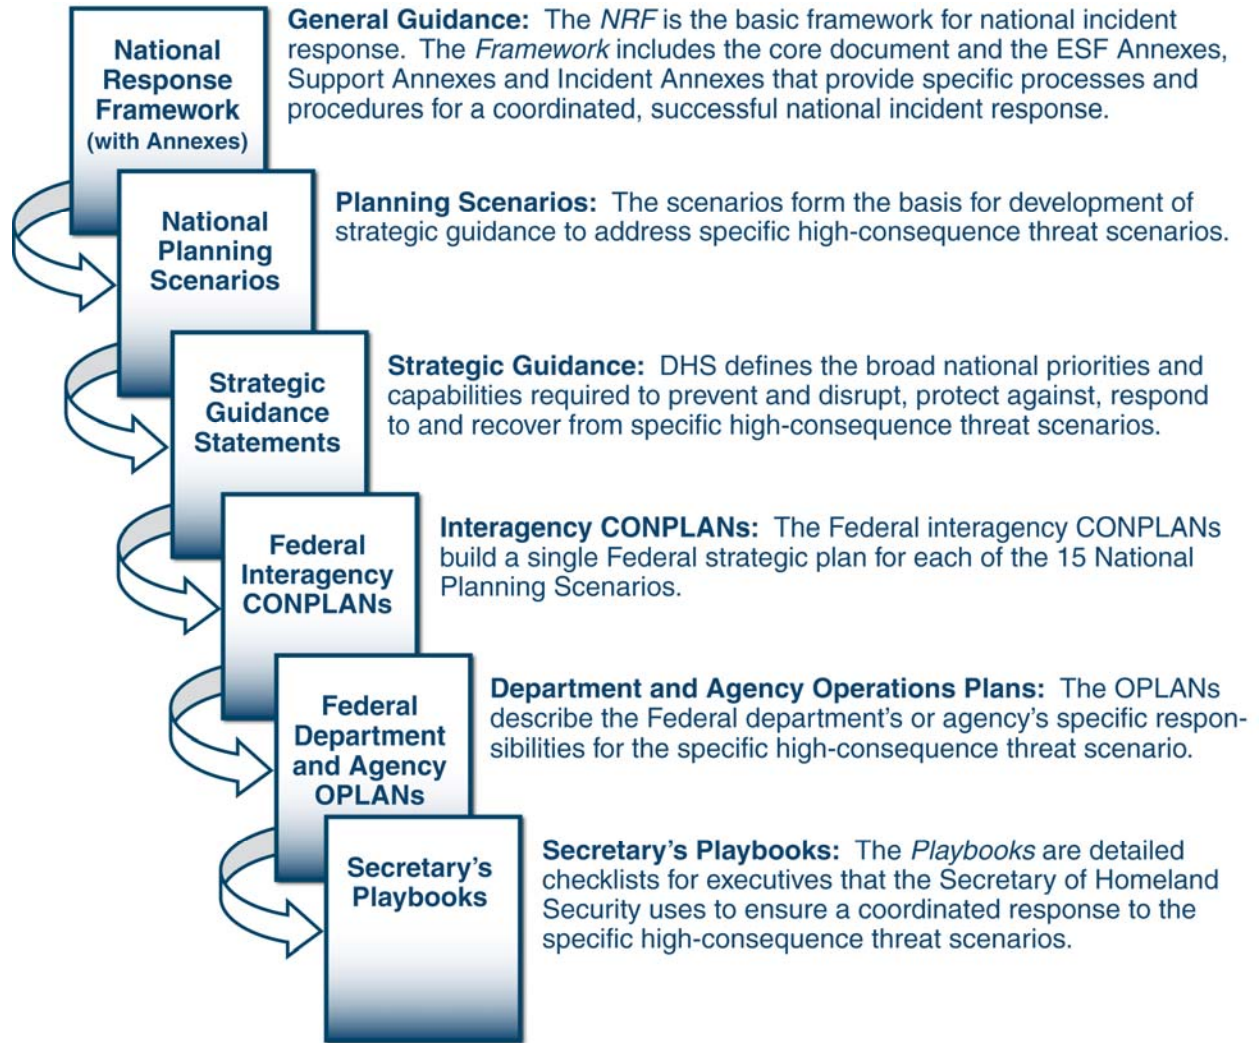 National
Response
Framework
(with Annexes)
General Guidance: The NRF is the basic framework for national incident
response. The Framework includes the core document and the ESF Annexes,
Support Annexes and Incident Annexes that provide specific processes and
procedures for a coordinated, successful national incident response.
National
Planning
Scenarios
Planning Scenarios: The scenarios form the basis for development of
strategic guidance to address specific high-consequence threat scenarios.
Strategic
Guidance
Statements
Strategic Guidance: DHS defines the broad national priorities and
capabilities required to prevent and disrupt, protect against, respond
to and recover from specific high-consequence threat scenarios.
Federal
Interagency
CONPLANs
Interagency CONPLANs: The Federal interagency CONPLANs
build a single Federal strategic plan for each of the 15 National
Planning Scenarios.
Federal
Department
and Agency
OPLANs
Department and Agency Operations Plans: The OPLANs
describe the Federal department's or agency's specific respon-
sibilities for the specific high-consequence threat scenario.
Secretary's
Playbooks
Secretary's Playbooks: The Playbooks are detailed
checklists for executives that the Secretary of Homeland
Security uses to ensure a coordinated response to the
specific high-consequence threat scenarios.